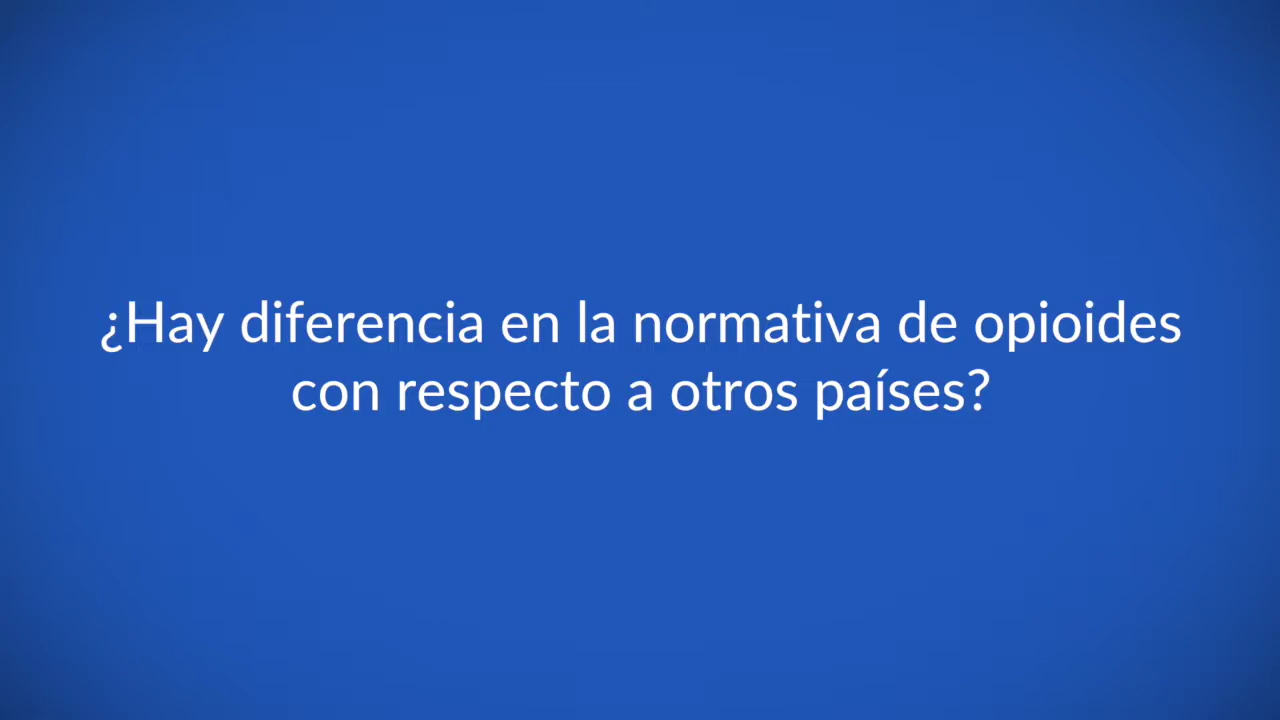 ¿Hay diferencia en la normativa de opioides
con respecto a otros países?